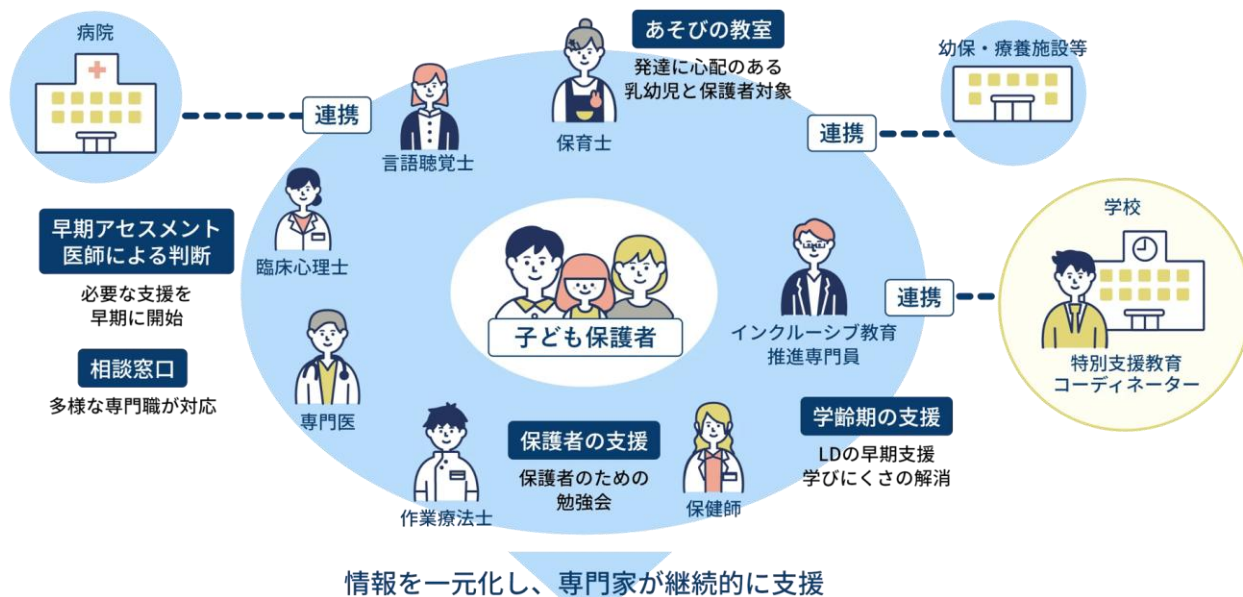 病院
連携
言語聴覚士
保育士
あそびの教室
発達に心配のある
乳幼児と保護者対象
連携
幼保・療養施設等
早期アセスメント
医師による判断
必要な支援を
早期に開始
臨床心理士
相談窓口
多様な専門職が対応
専門医
子ども保護者
インクルーシブ教育
推進専門員
連携
学校
特別支援教育
コーディネーター
作業療法士
保護者の支援
保護者のための
勉強会
保健師
学齢期の支援
LDの早期支援
学びにくさの解消
情報を一元化し、専門家が継続的に支援